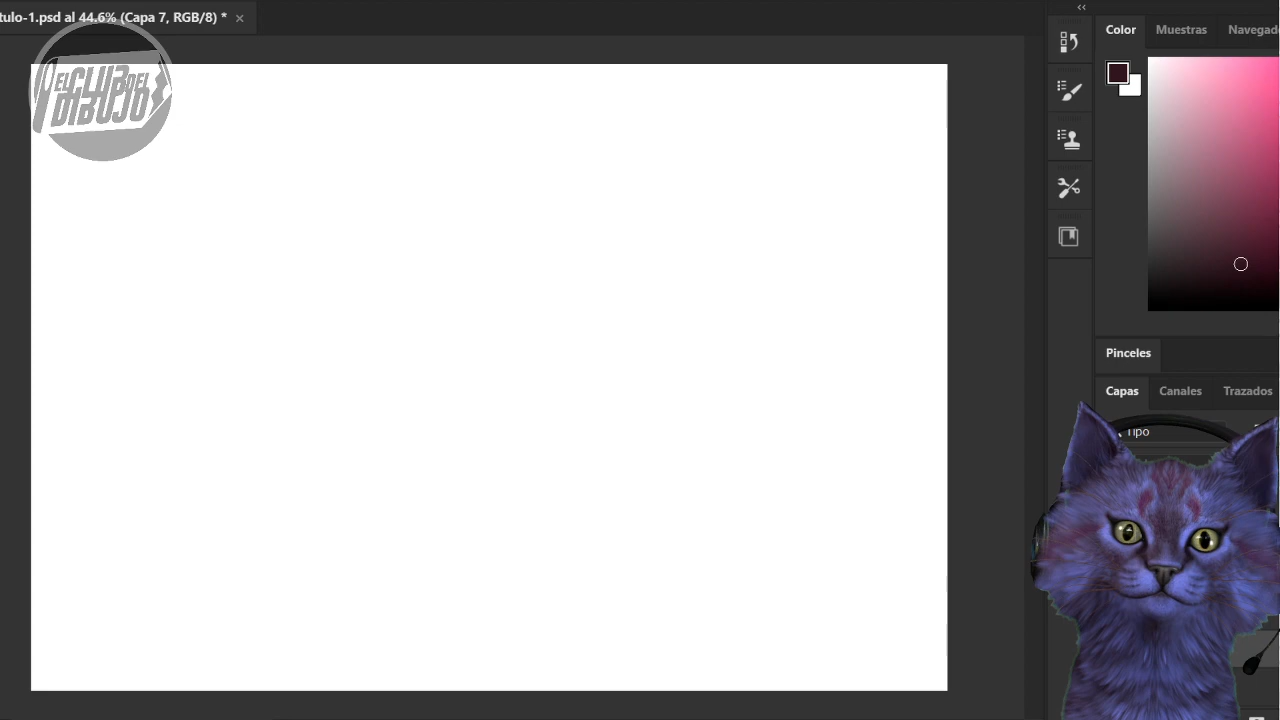 tulo-1.psd al 44.6% (Capa 7, RGB/8) *
EL CLUB DEL
DIBUJO
Color Muestras Navegado
Pinceles
Capas Canales Trazados
Tipo